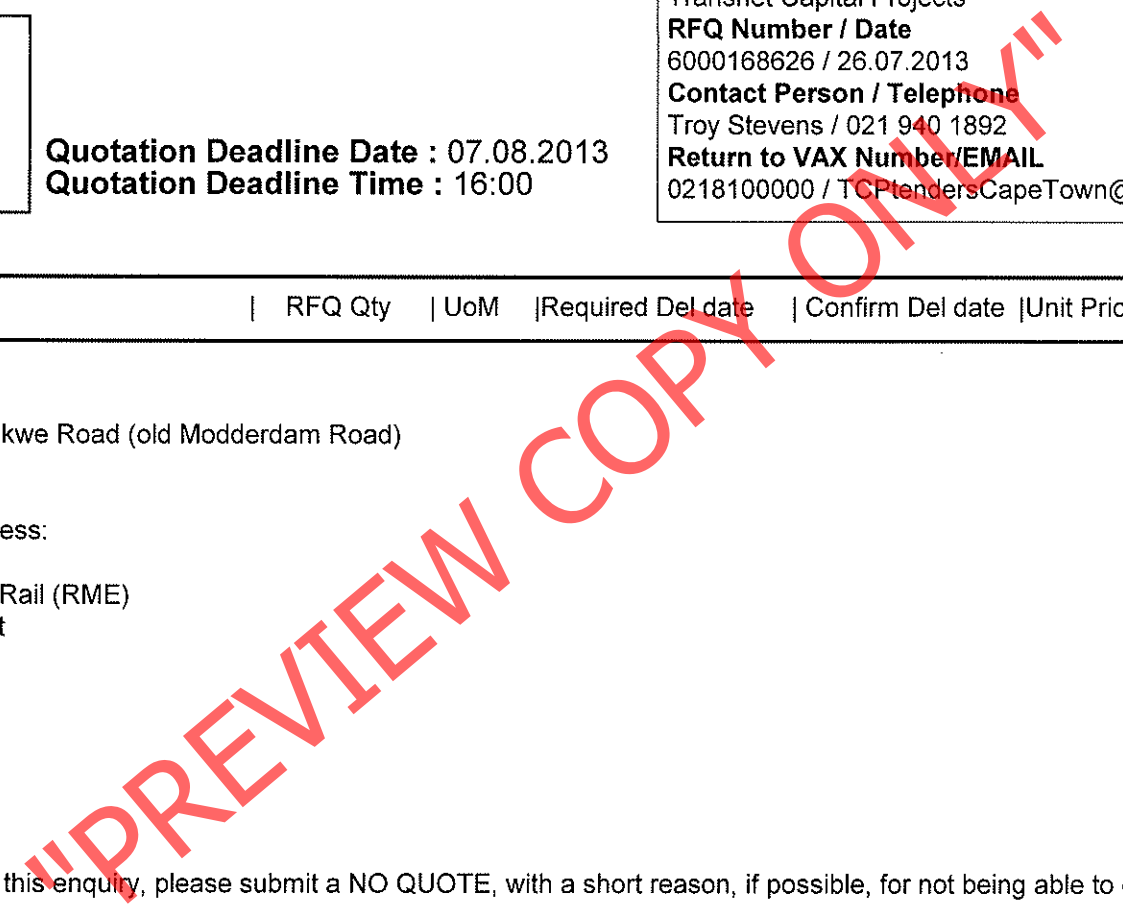 Transnet Capital Projects
RFQ Number / Date
6000168626 / 26.07.2013
Contact Person / Telephone
Troy Stevens / 021 940 1892
Return to VAX Number/EMAIL
0218100000 / TCPtendersCapeTown@
Quotation Deadline Date : 07.08.2013
Quotation Deadline Time : 16:00
| RFQ Qty | UoM |Required Del date | Confirm Del date |Unit Pric
kwe Road (old Modderdam Road)
ess:
Rail (RME)
t
this enquiry, please submit a NO QUOTE, with a short reason, if possible, for not being able to
"PREVIEW COPY ONLY"